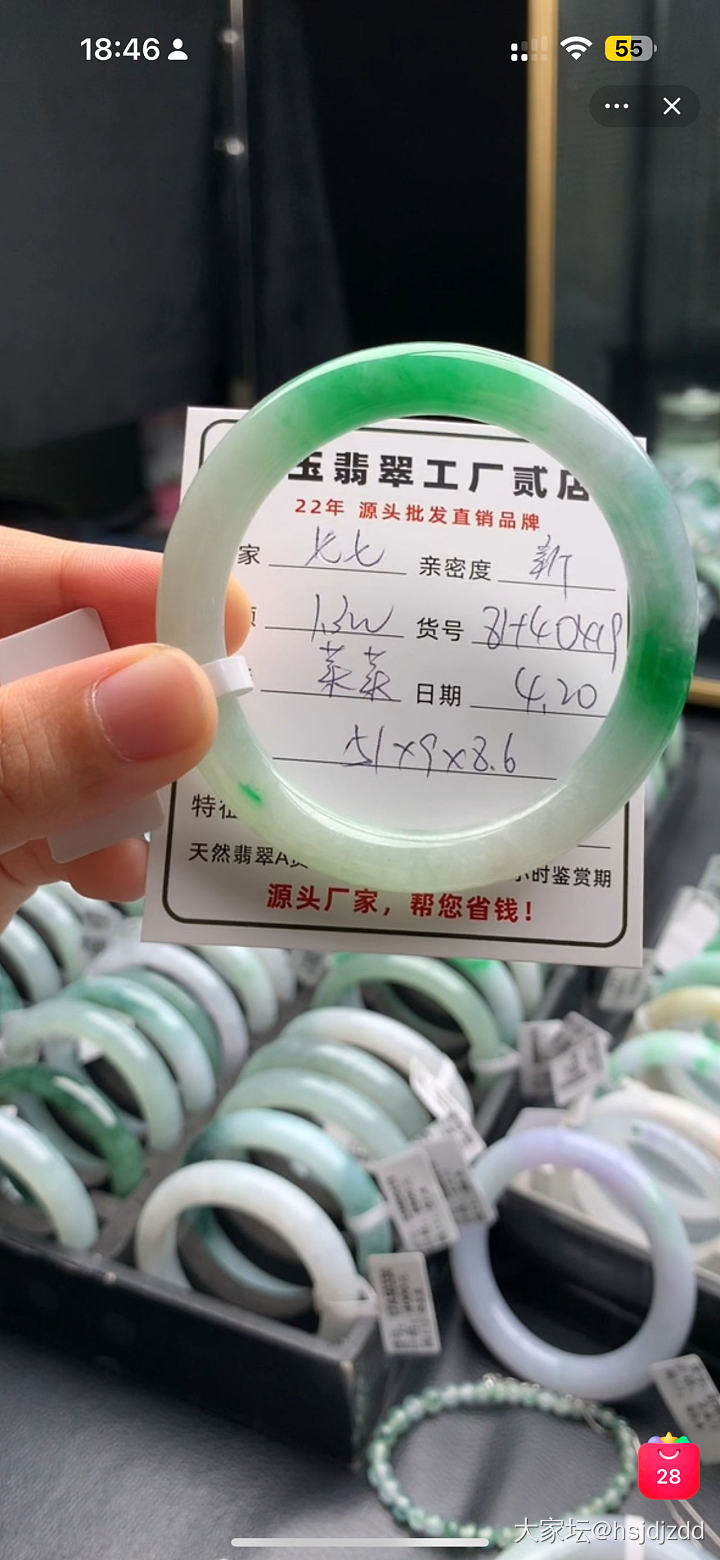 18:46
55
玉翡翠工厂贰店
22年 源头批发直销品牌
家 七七 亲密度 新
1.3w 货号
菜菜 日期 4.20
51×9×8.6
特征
天然翡翠A货 小时鉴赏期
源头厂家，帮您省钱！
28
大家坛@hsjdjzdd